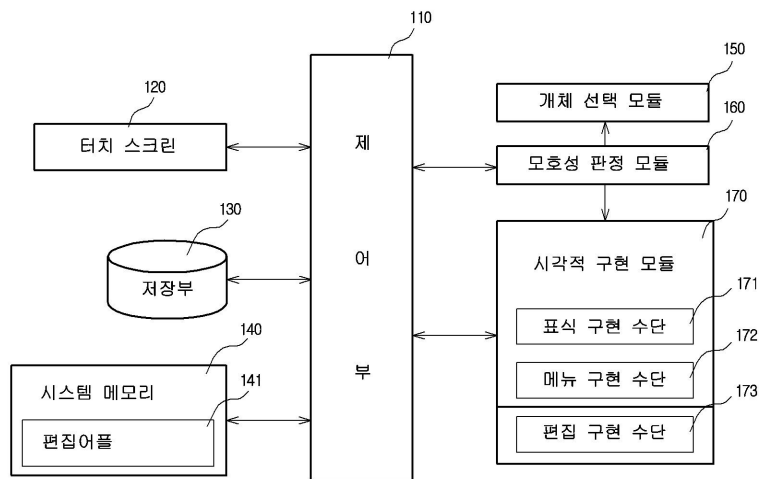 110
150
120
개체 선택 모듈
160
터치 스크린
제
모호성 판정 모듈
170
130
어
시각적 구현 모듈
저장부
171
표식 구현 수단
140
172
시스템 메모리
141
부
메뉴 구현 수단
173
편집어플
편집 구현 수단